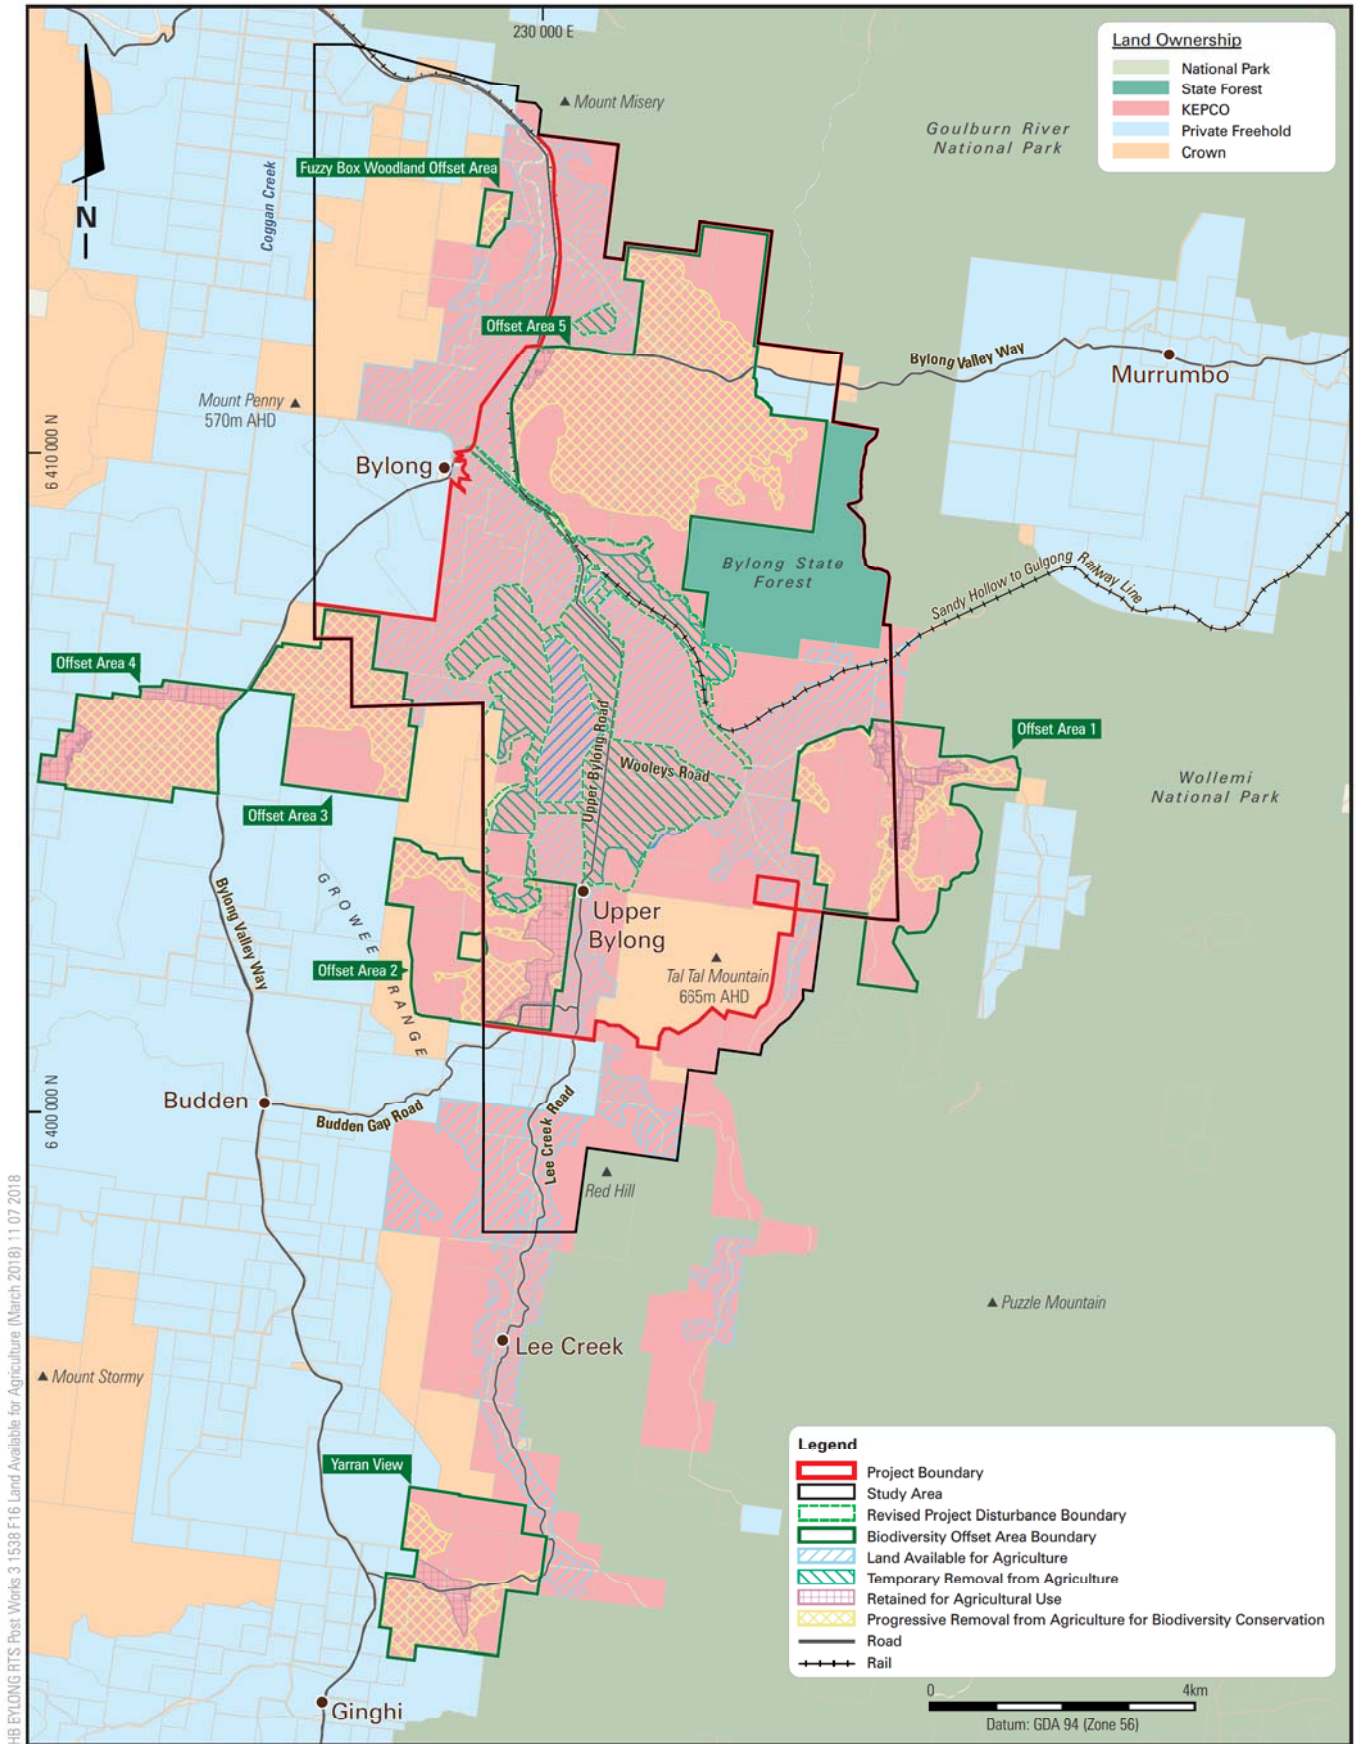 230 000 E
Land Ownership
National Park
State Forest
KEPCO
Private Freehold
Crown
Mount Misery
Goulburn River
National Park
Fuzzy Box Woodland Offset Area
Coggan Creek
N
Offset Area 5
Bylong Valley Way
Murrumbo
Mount Penny
570m AHD
6 410 000 N
Bylong
Bylong State
Forest
Sandy Hollow to Gulgong Railway Line
Offset Area 4
Offset Area 1
Upper Bylong Road
Wooleys Road
Wollemi
National Park
Offset Area 3
GROWEE RANGE
Bylong Valley Way
Upper
Bylong
Offset Area 2
Tal Tal Mountain
665m AHD
Budden
6 400 000 N
Budden Gap Road
Lee Creek Road
Red Hill
Puzzle Mountain
Lee Creek
Mount Stormy
Yarran View
Ginghi
Legend
Project Boundary
Study Area
Revised Project Disturbance Boundary
Biodiversity Offset Area Boundary
Land Available for Agriculture
Temporary Removal from Agriculture
Retained for Agricultural Use
Progressive Removal from Agriculture for Biodiversity Conservation
Road
Rail
0 4km
Datum: GDA 94 (Zone 56)
HB BYLONG RTS Post Works 3 1538 F16 Land Available for Agriculture (March 2018) 11 07 2018